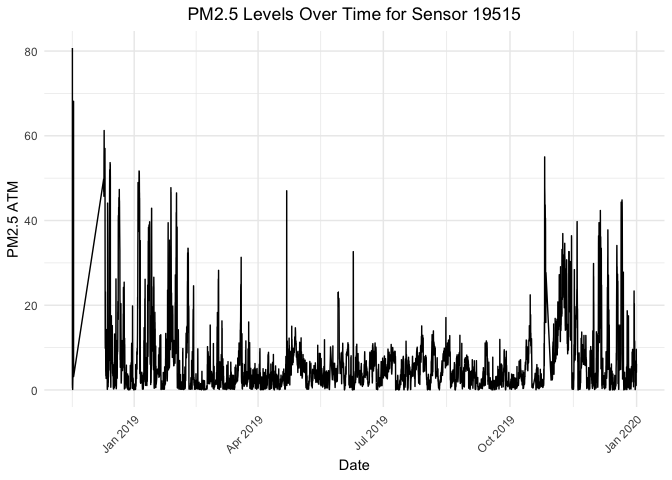 PM2.5 Levels Over Time for Sensor 19515
80
60
40
20
0
PM2.5 ATM
Jan 2019
Apr 2019
Jul 2019
Oct 2019
Jan 2020
Date